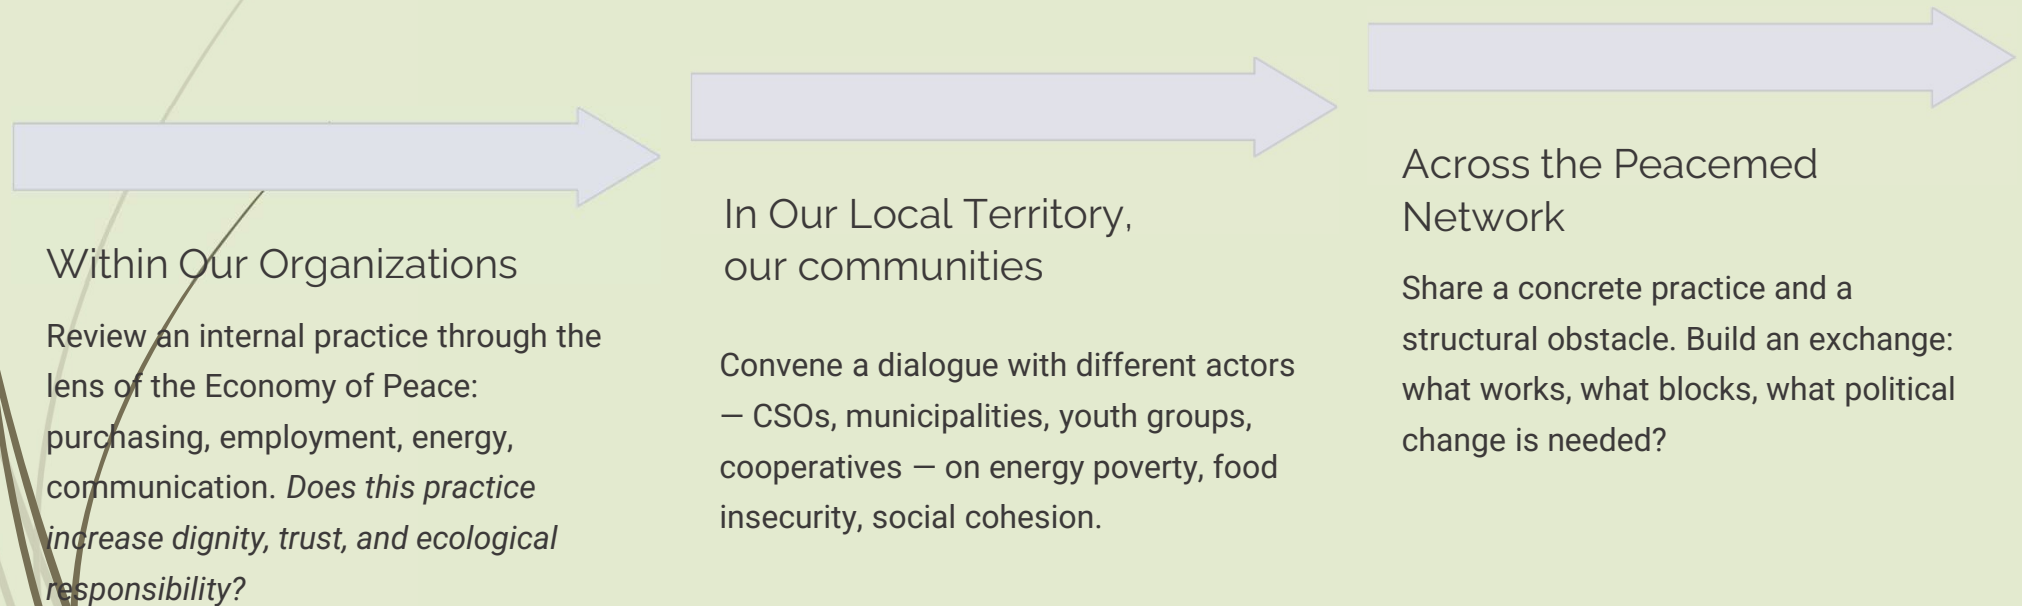 Within Our Organizations
Review an internal practice through the
lens of the Economy of Peace:
purchasing, employment, energy,
communication. Does this practice
increase dignity, trust, and ecological
responsibility?
In Our Local Territory,
our communities
Convene a dialogue with different actors
— CSOs, municipalities, youth groups,
cooperatives — on energy poverty, food
insecurity, social cohesion.
Across the Peacemed
Network
Share a concrete practice and a
structural obstacle. Build an exchange:
what works, what blocks, what political
change is needed?